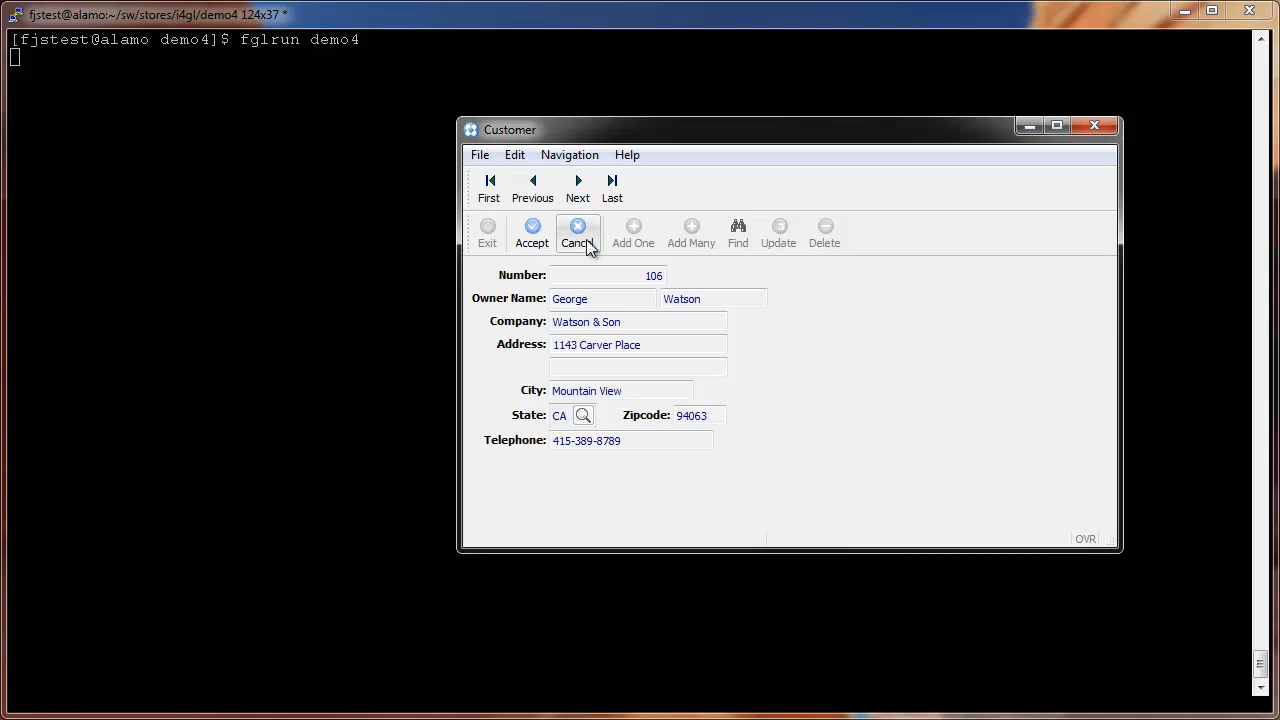 fjstest@alamo:~/sw/stores/i4gl/demo4 124x37 *
[fjstest@alamo demo4]$ fglrun demo4
Customer
File Edit Navigation Help
First Previous Next Last
Exit Accept Cancel Add One Add Many Find Update Delete
Number: 106
Owner Name: George Watson
Company: Watson & Son
Address: 1143 Carver Place
City: Mountain View
State: CA Zipcode: 94063
Telephone: 415-389-8789
OVR